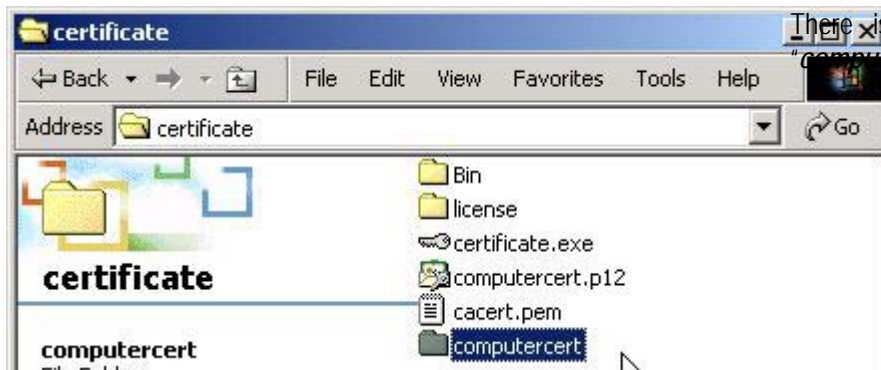 certificate
There
Back File Edit View Favorites Tools Help
Address certificate Go
Bin
license
certificate.exe
certificate
computercert.p12
cacert.pem
computercert
computercert